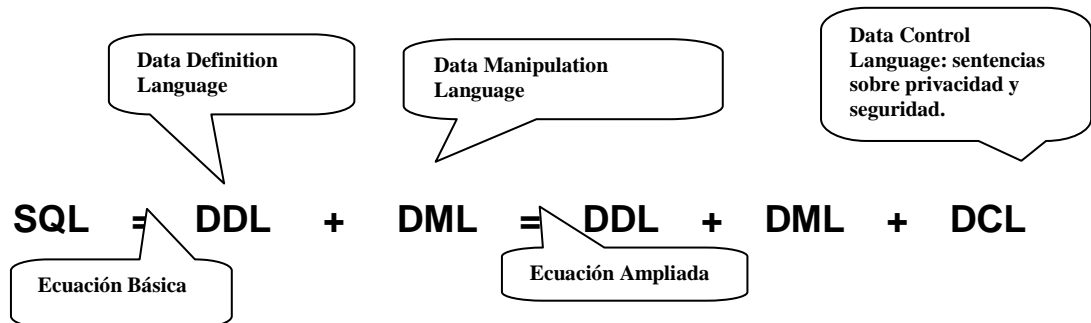 Data Definition
Language
Data Manipulation
Language
Data Control
Language: sentencias
sobre privacidad y
seguridad.
SQL = DDL + DML = DDL + DML + DCL
Ecuación Básica
Ecuación Ampliada